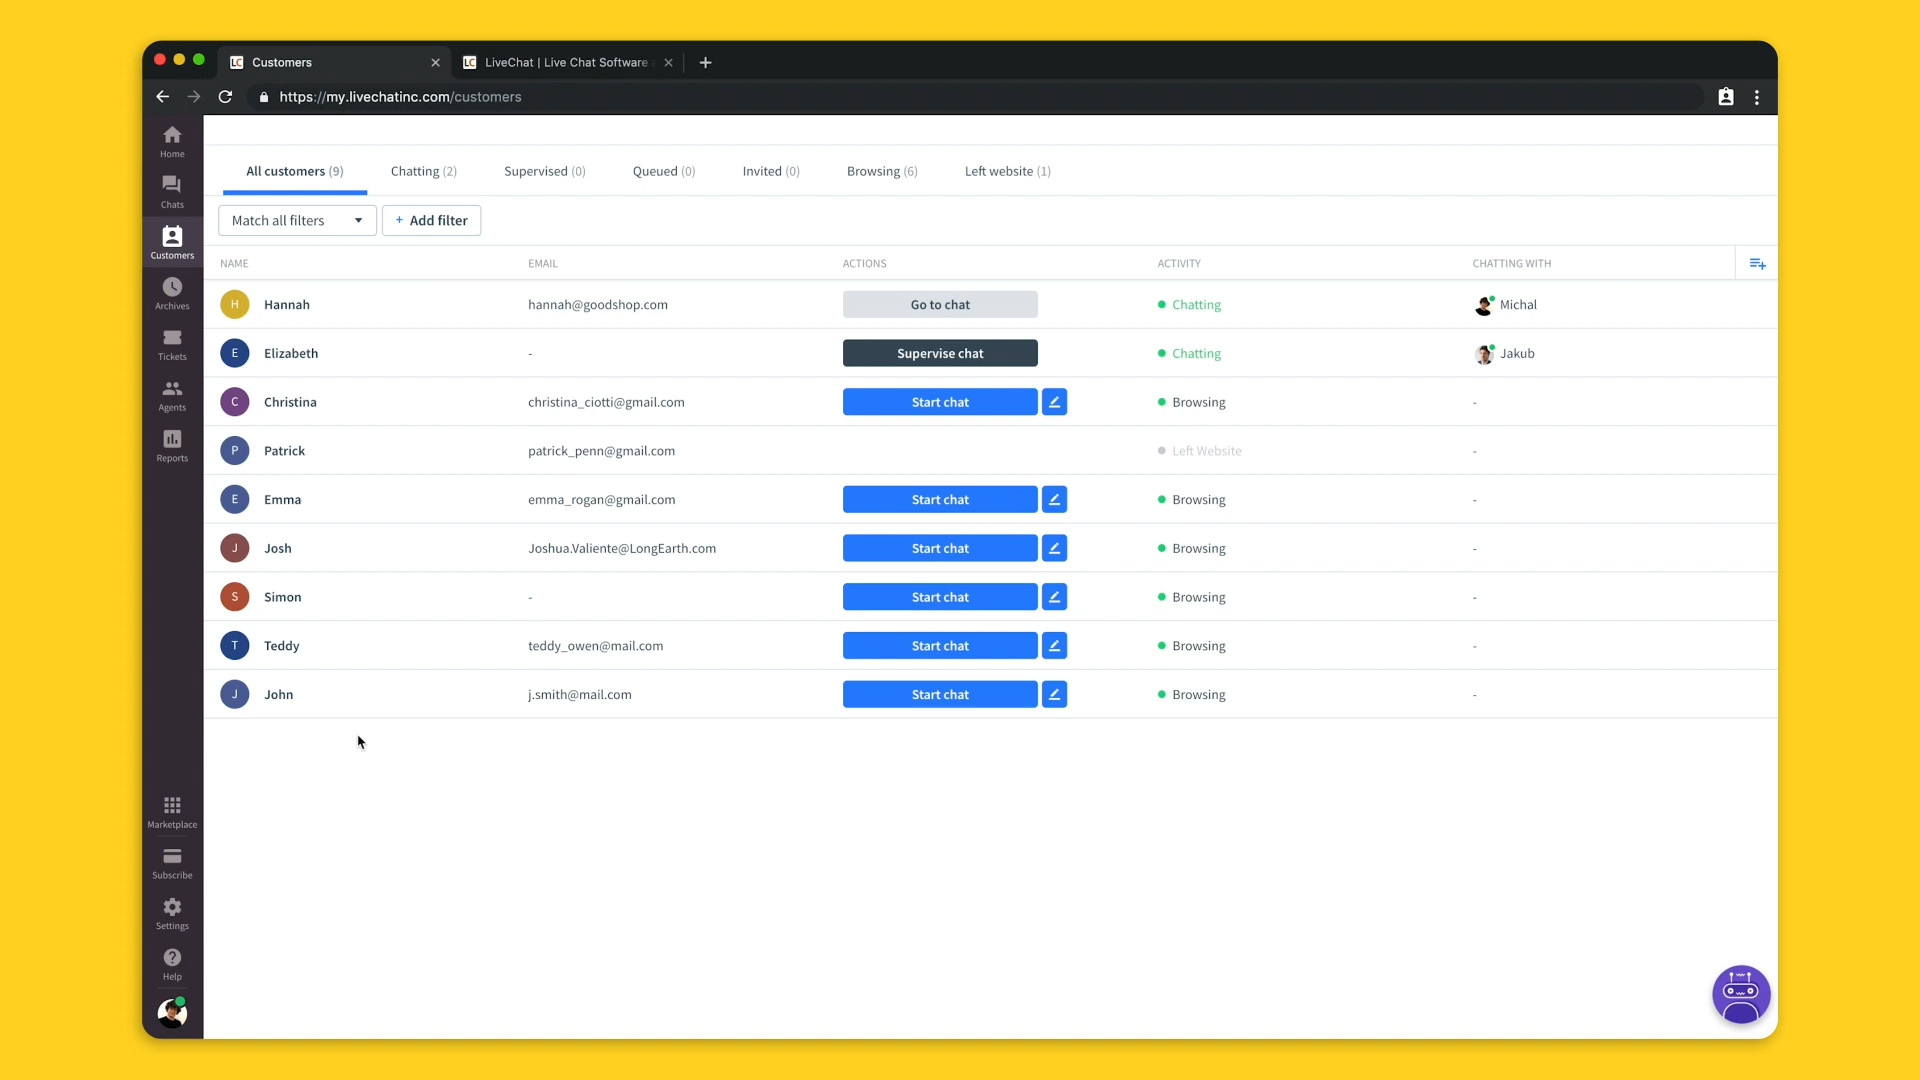 LC Customers
LC LiveChat | Live Chat Software
https://my.livechatinc.com/customers
Home
Chats
Customers
Archives
Tickets
Agents
Reports
Marketplace
Subscribe
Settings
Help
All customers (9) Chatting (2) Supervised (0) Queued (0) Invited (0) Browsing (6) Left website (1)
Match all filters + Add filter
NAME EMAIL ACTIONS ACTIVITY CHATTING WITH
H Hannah hannah@goodshop.com Go to chat Chatting Michal
E Elizabeth - Supervise chat Chatting Jakub
C Christina christina_ciotti@gmail.com Start chat Browsing -
P Patrick patrick_penn@gmail.com Left Website -
E Emma emma_rogan@gmail.com Start chat Browsing -
J Josh Joshua.Valiente@LongEarth.com Start chat Browsing -
S Simon - Start chat Browsing -
T Teddy teddy_owen@mail.com Start chat Browsing -
J John j.smith@mail.com Start chat Browsing -